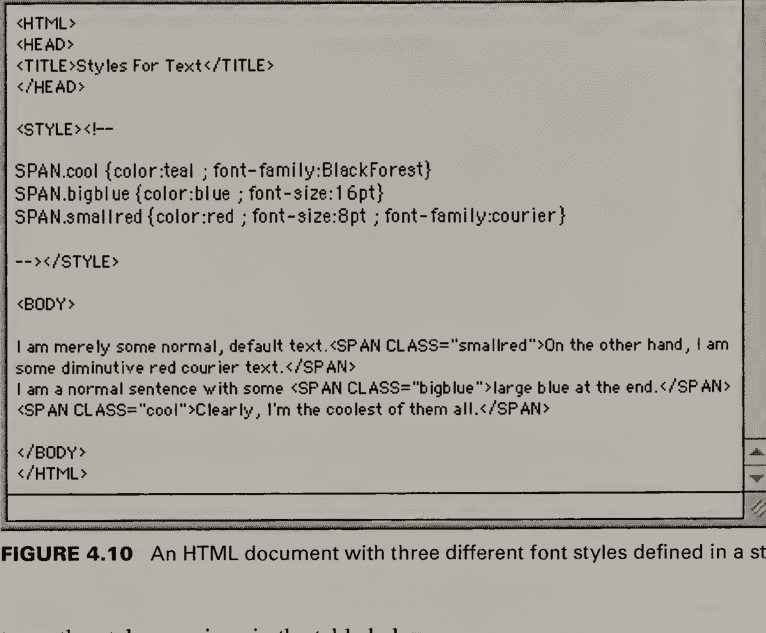 <HTML>
<HEAD>
<TITLE>Styles For Text</TITLE>
</HEAD>
<STYLE><!--
SPAN.cool {color:teal ; font-family:BlackForest}
SPAN.bigblue {color:blue ; font-size:16pt}
SPAN.smallred {color:red ; font-size:8pt ; font-family:courier}
--></STYLE>
<BODY>
I am merely some normal, default text.<SPAN CLASS="smallred">On the other hand, I am
some diminutive red courier text.</SPAN>
I am a normal sentence with some <SPAN CLASS="bigblue">large blue at the end.</SPAN>
<SPAN CLASS="cool">Clearly, I'm the coolest of them all.</SPAN>
</BODY>
</HTML>
FIGURE 4.10 An HTML document with three different font styles defined in a st